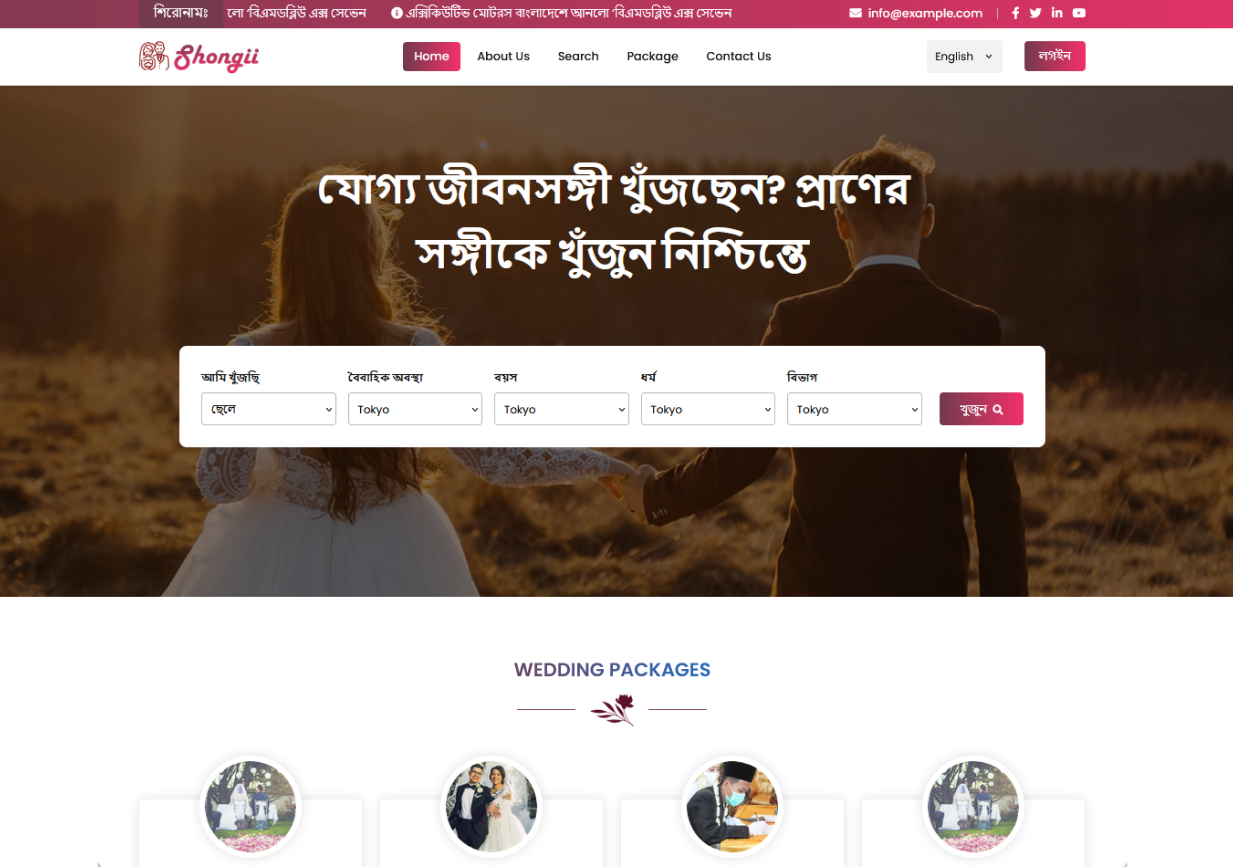 শিরোনামঃ লো 'বিএমডব্লিউ এক্স সেভেন এক্সিকিউটিভ মোটরস বাংলাদেশে আনলো 'বিএমডব্লিউ এক্স সেভেন info@example.com
Shongii Home About Us Search Package Contact Us English লগইন
যোগ্য জীবনসঙ্গী খুঁজছেন? প্রাণের
সঙ্গীকে খুঁজুন নিশ্চিন্তে
আমি খুঁজছি বৈবাহিক অবস্থা বয়স ধর্ম বিভাগ
ছেলে Tokyo Tokyo Tokyo Tokyo খুজুন
WEDDING PACKAGES